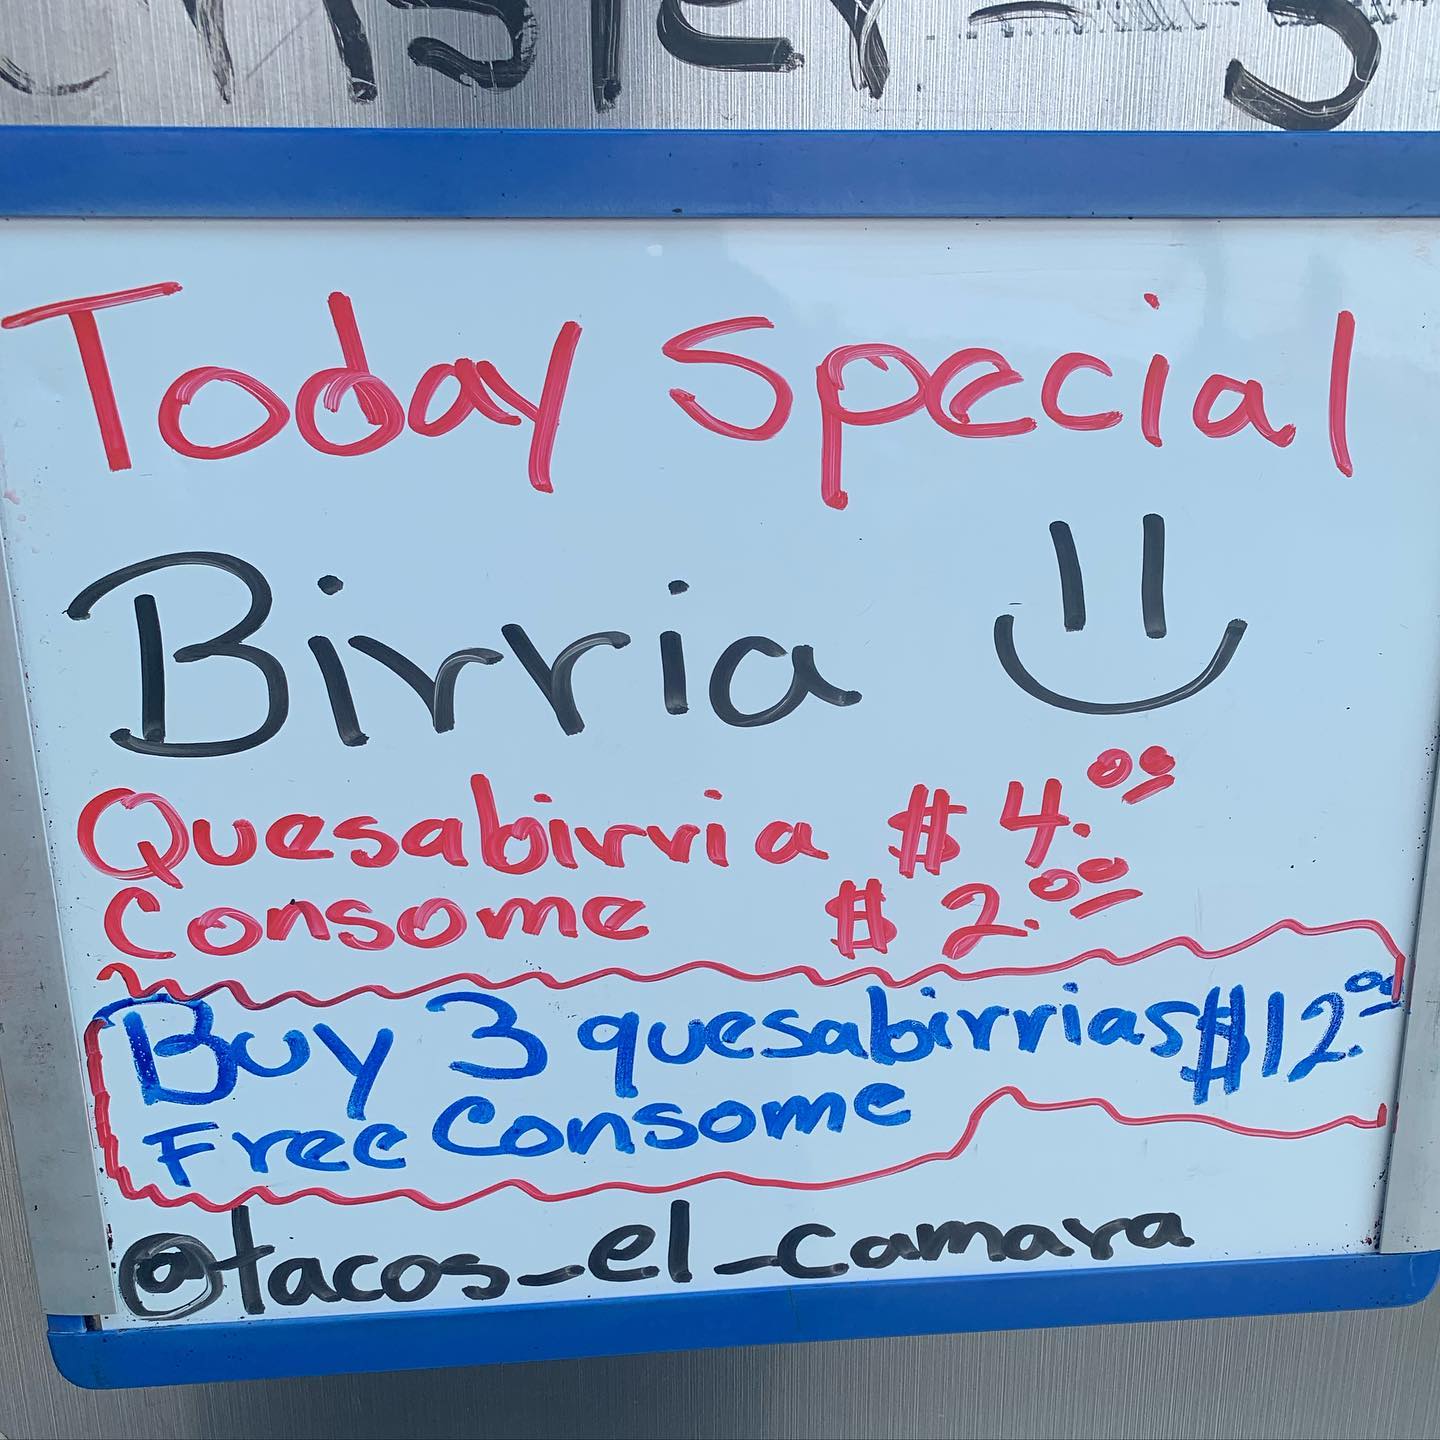 Today Special
Birria
Quesabirria $4.00
Consome $2.00
Buy 3 quesabirrias $12.00
Free Consome
@tacos_el_camara